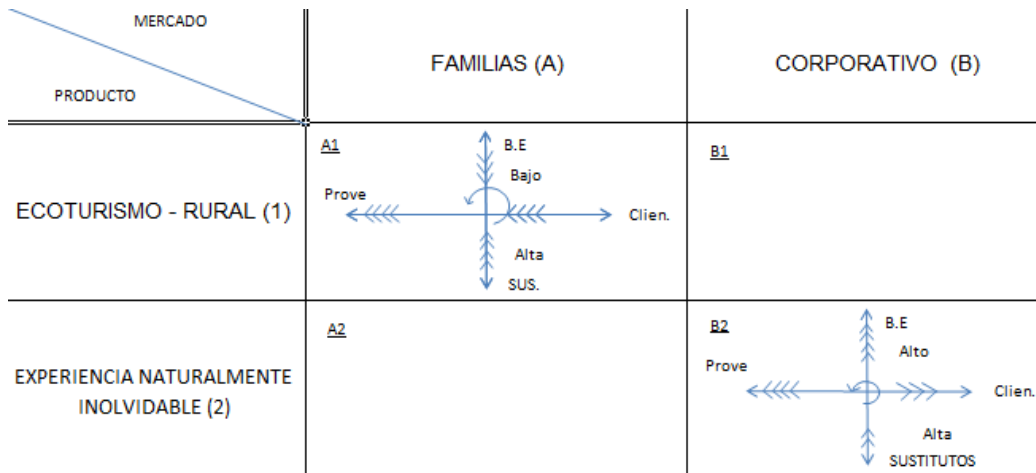 MERCADO
PRODUCTO
FAMILIAS (A)
CORPORATIVO (B)
ECOTURISMO - RURAL (1)
A1
B.E
Bajo
Prove
Clien.
Alta
SUS.
B1
EXPERIENCIA NATURALMENTE
INOLVIDABLE (2)
A2
B2
B.E
Alto
Prove
Clien.
Alta
SUSTITUTOS